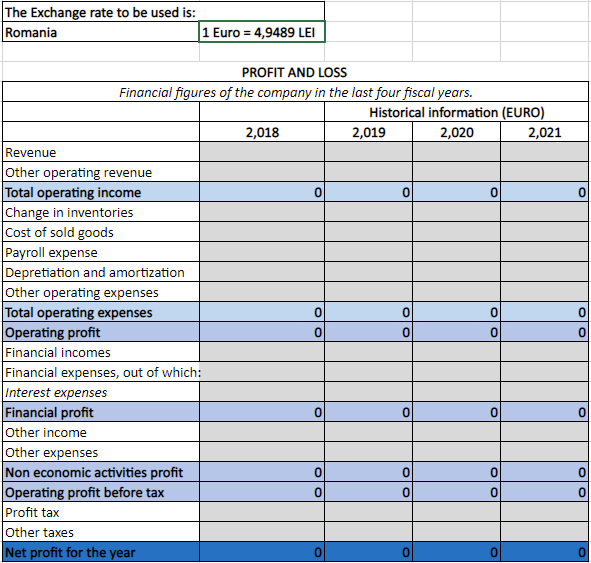 The Exchange rate to be used is:
Romania 1 Euro = 4,9489 LEI
PROFIT AND LOSS
Financial figures of the company in the last four fiscal years.
Historical information (EURO)
2,018 2,019 2,020 2,021
Revenue
Other operating revenue
Total operating income 0 0 0 0
Change in inventories
Cost of sold goods
Payroll expense
Depretiation and amortization
Other operating expenses
Total operating expenses 0 0 0 0
Operating profit 0 0 0 0
Financial incomes
Financial expenses, out of which:
Interest expenses
Financial profit 0 0 0 0
Other income
Other expenses
Non economic activities profit 0 0 0 0
Operating profit before tax 0 0 0 0
Profit tax
Other taxes
Net profit for the year 0 0 0 0